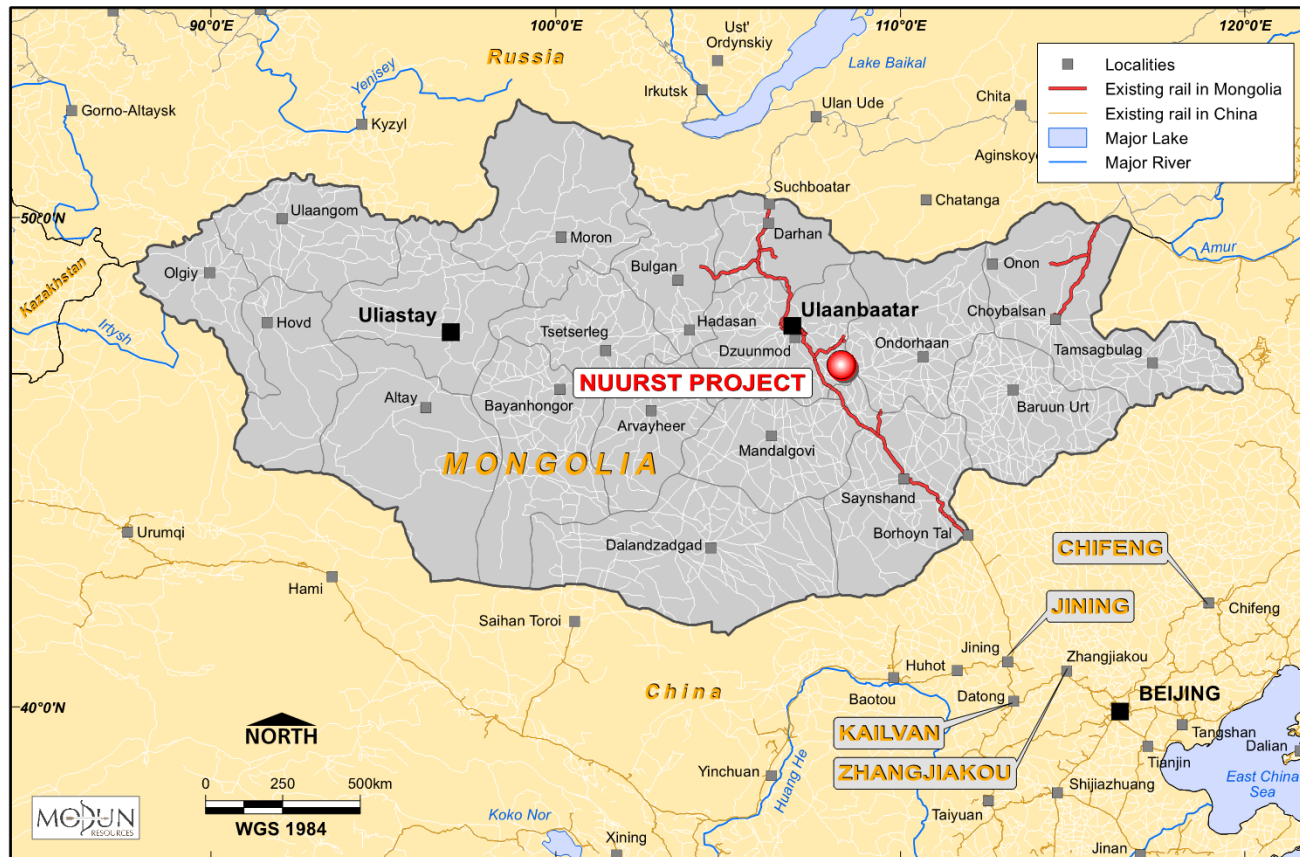 90°0'E
100°0'E
110°0'E
120°0'E
Ust'
Ordynskiy
Russia
Lake Baikal
Yenisey
Irkutsk
Gorno-Altaysk
Kyzyl
Ulan Ude
Chita
Aginskoye
Localities
Existing rail in Mongolia
Existing rail in China
Major Lake
Major River
Suchboatar
Chatanga
50°0'N
50°0'N
Ulaangom
Moron
Darhan
Amur
Kazakhstan
Olgiy
Bulgan
Onon
Irtysh
Hovd
Uliastay
Tsetserleg
Hadasan
Ulaanbaatar
Dzuunmod
Choybalsan
Ondorhaan
Tamsagbulag
NUURST PROJECT
Altay
Bayanhongor
Arvayheer
Baruun Urt
MONGOLIA
Mandalgovi
Saynshand
Urumqi
Dalandzadgad
Borhoyn Tal
CHIFENG
Hami
JINING
Chifeng
Saihan Toroi
Jining
Zhangjiakou
Huhot
China
Baotou
Datong
BEIJING
40°0'N
40°0'N
NORTH
KAILVAN
Tangshan
Dalian
Tianjin
ZHANGJIAKOU
Yinchuan
Huang He
East China
Sea
0 250 500km
WGS 1984
Shijiazhuang
Taiyuan
MODUN
RESOURCES
Koko Nor
Xining
Jinan